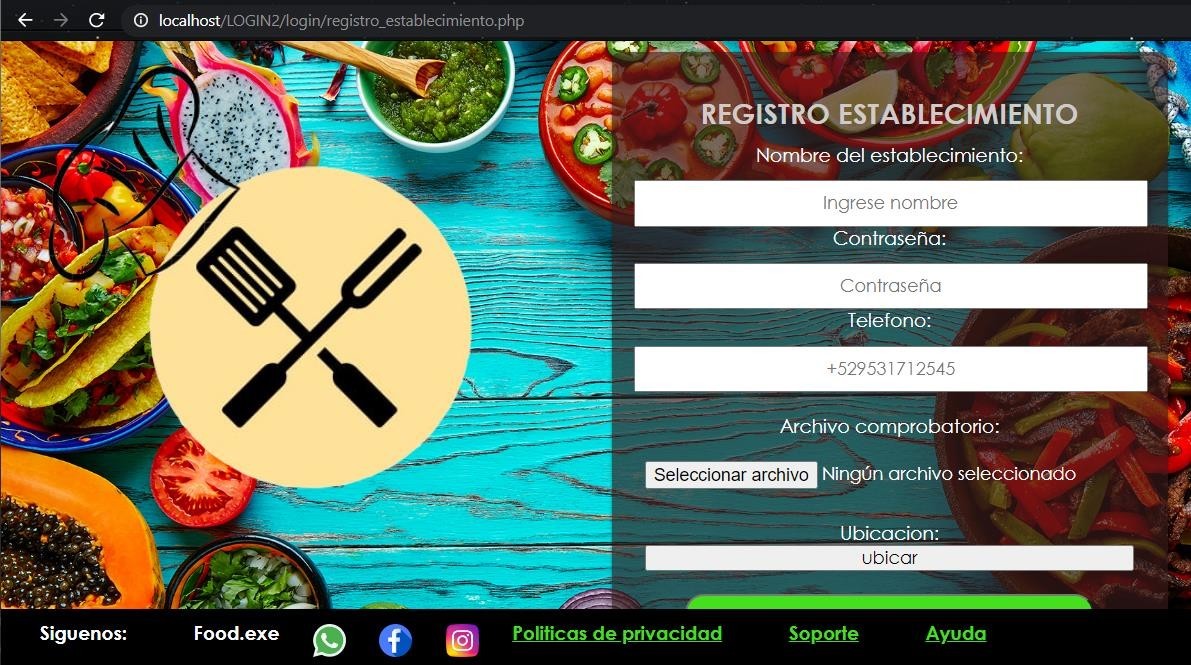 localhost/LOGIN2/login/registro_establecimiento.php
REGISTRO ESTABLECIMIENTO
Nombre del establecimiento:
Ingrese nombre
Contraseña:
Contraseña
Telefono:
+529531712545
Archivo comprobatorio:
Seleccionar archivo Ningún archivo seleccionado
Ubicacion:
ubicar
Siguenos: Food.exe Politicas de privacidad Soporte Ayuda